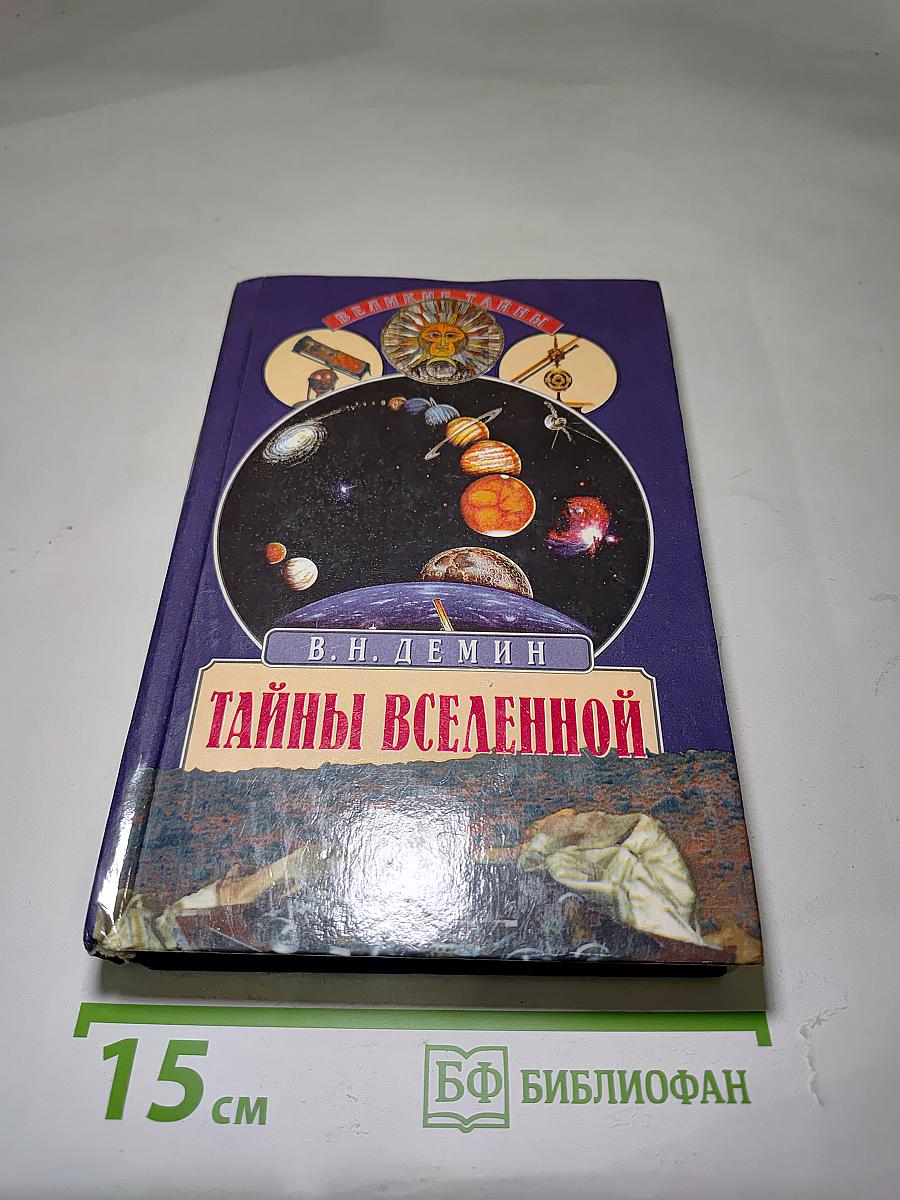 ВЕЛИКИЕ ТАЙНЫ
В. Н. ДЕМИН
ТАЙНЫ ВСЕЛЕННОЙ
15 см
БФ БИБЛИОФАН